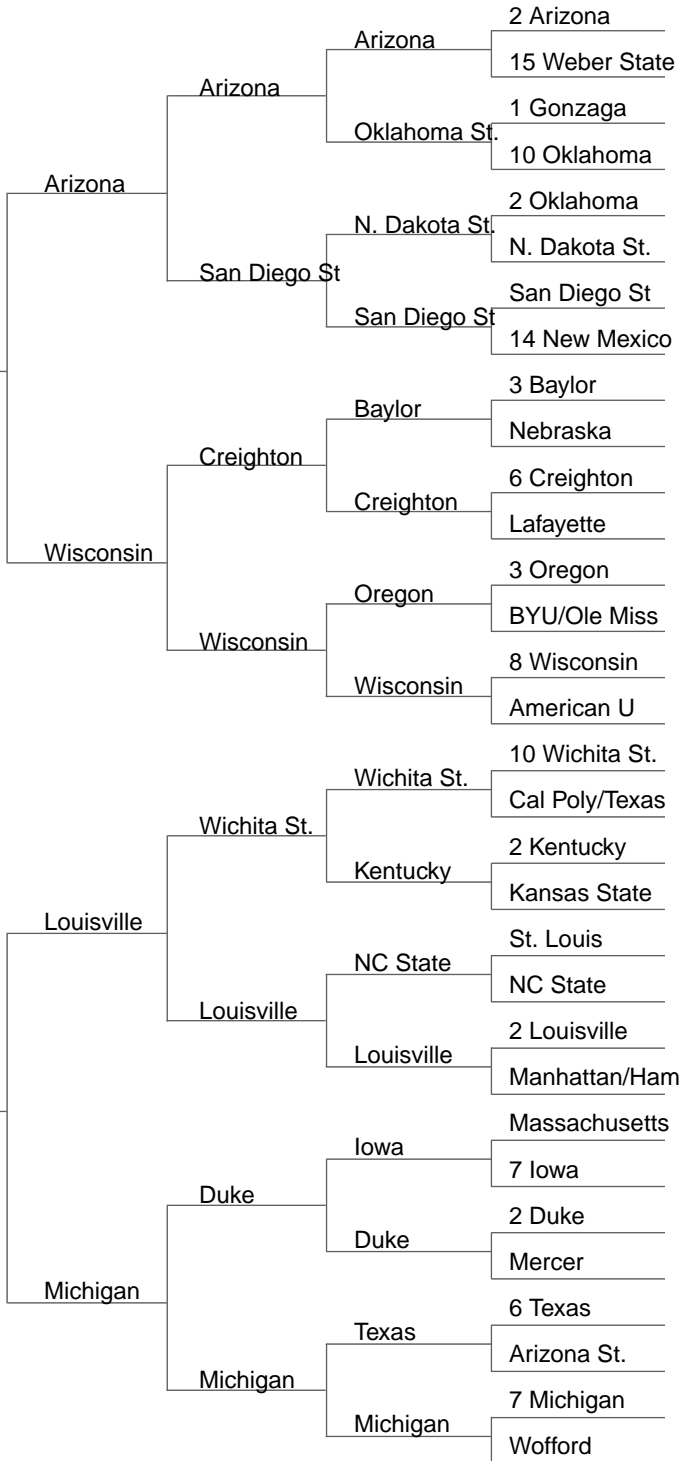 2 Arizona
Arizona
15 Weber State
Arizona
1 Gonzaga
Oklahoma St.
10 Oklahoma
Arizona
2 Oklahoma
N. Dakota St.
N. Dakota St.
San Diego St
San Diego St
San Diego St
14 New Mexico
3 Baylor
Baylor
Nebraska
Creighton
6 Creighton
Creighton
Lafayette
Wisconsin
3 Oregon
Oregon
BYU/Ole Miss
Wisconsin
8 Wisconsin
Wisconsin
American U
10 Wichita St.
Wichita St.
Cal Poly/Texas
Wichita St.
2 Kentucky
Kentucky
Kansas State
Louisville
St. Louis
NC State
NC State
Louisville
2 Louisville
Louisville
Manhattan/Ham
Massachusetts
Iowa
7 Iowa
Duke
2 Duke
Duke
Mercer
Michigan
6 Texas
Texas
Arizona St.
Michigan
7 Michigan
Michigan
Wofford